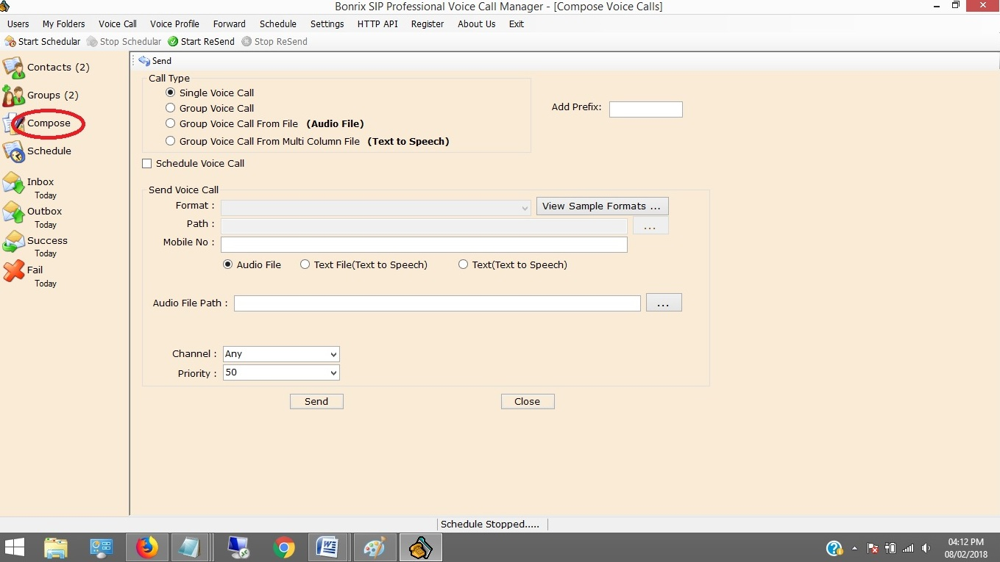 Bonrix SIP Professional Voice Call Manager - [Compose Voice Calls]
Users My Folders Voice Call Voice Profile Forward Schedule Settings HTTP API Register About Us Exit
Start Schedular Stop Schedular Start ReSend Stop ReSend
Contacts (2)
Groups (2)
Compose
Schedule
Inbox
Today
Outbox
Today
Success
Today
Fail
Today
Send
Call Type
Single Voice Call
Group Voice Call
Group Voice Call From File (Audio File)
Group Voice Call From Multi Column File (Text to Speech)
Add Prefix:
Schedule Voice Call
Send Voice Call
Format : View Sample Formats ...
Path : ...
Mobile No :
Audio File Text File(Text to Speech) Text(Text to Speech)
Audio File Path : ...
Channel : Any
Priority : 50
Send Close
Schedule Stopped.....
04:12 PM
08/02/2018